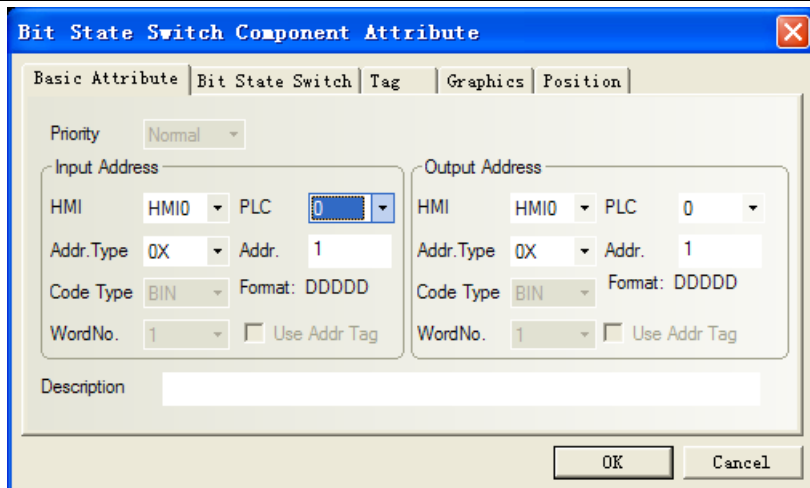 Bit State Switch Component Attribute
Basic Attribute Bit State Switch Tag Graphics Position
Priority Normal
Input Address Output Address
HMI HMI0 PLC 0 HMI HMI0 PLC 0
Addr.Type 0X Addr. 1 Addr.Type 0X Addr. 1
Code Type BIN Format: DDDDD Code Type BIN Format: DDDDD
WordNo. 1 Use Addr Tag WordNo. 1 Use Addr Tag
Description
OK Cancel